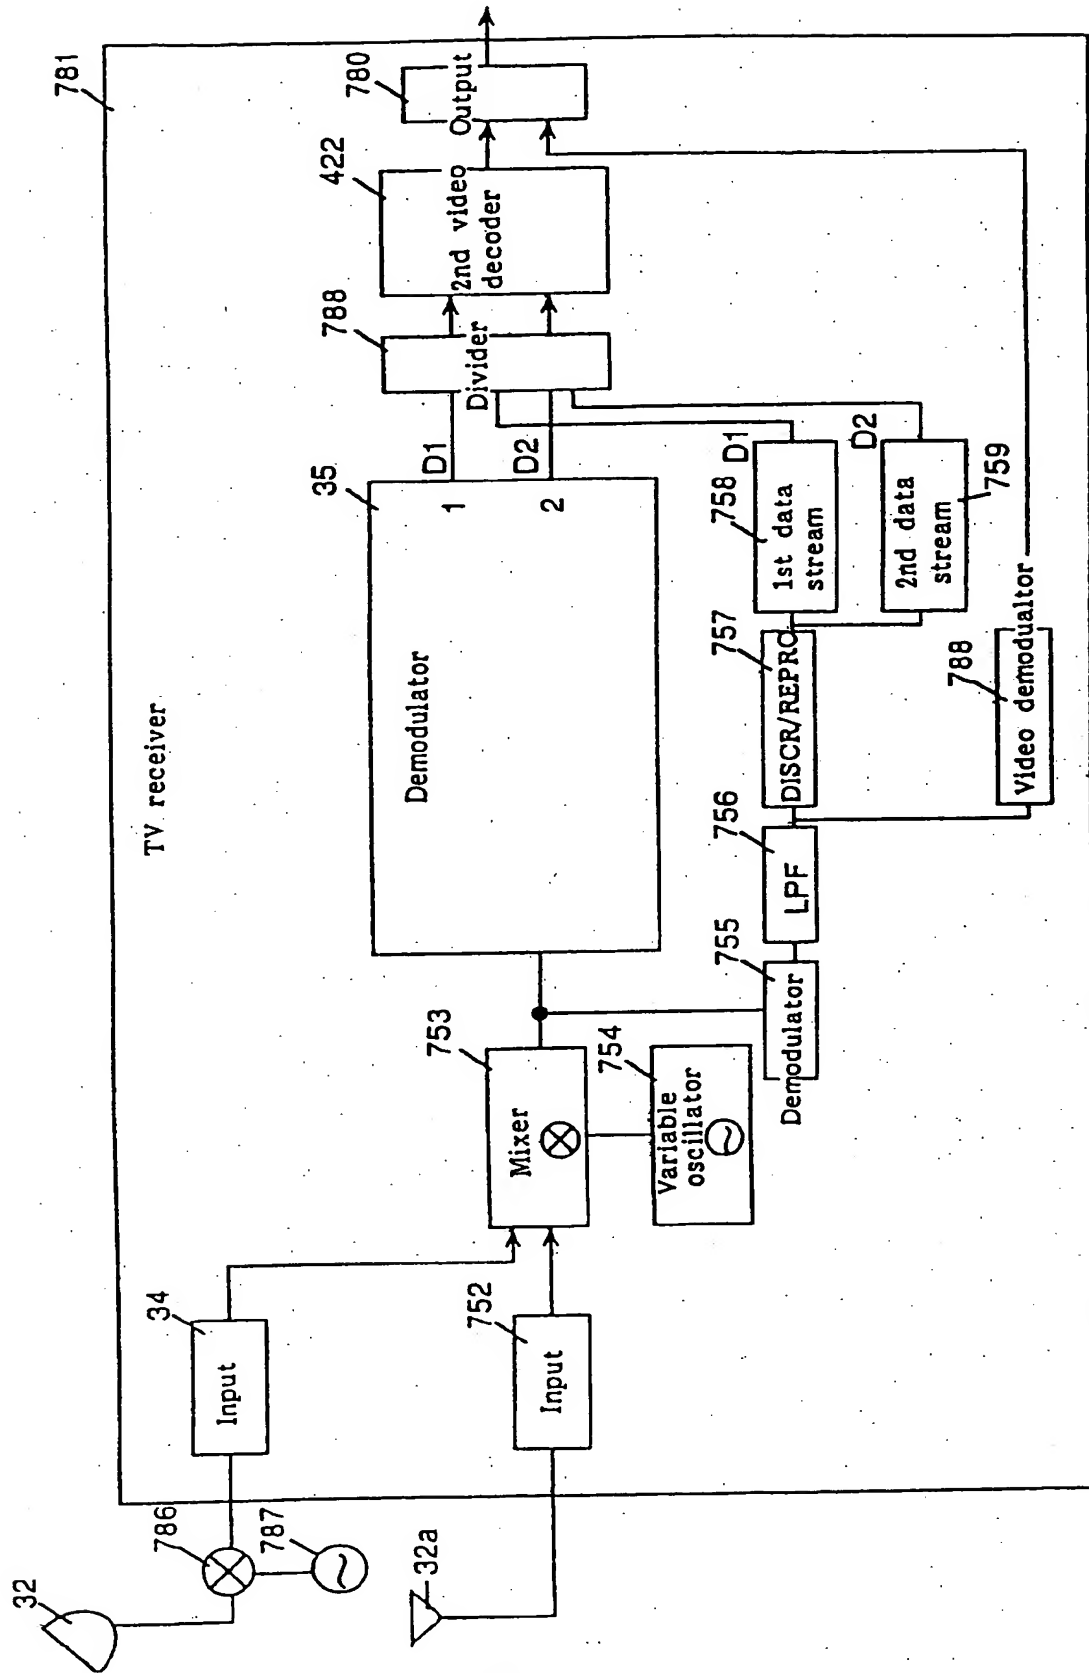 TV receiver
781
32
786
787
32a
34
Input
752
Input
753
Mixer
754
Variable
oscillator
35
Demodulator
1
2
D1
D2
755
Demodulator
756
LPF
757
DISCR/REPRO
758
1st data
stream
D1
2nd data
stream
759
D2
788
Video demodualtor
788
Divider
422
2nd video
decoder
780
Output